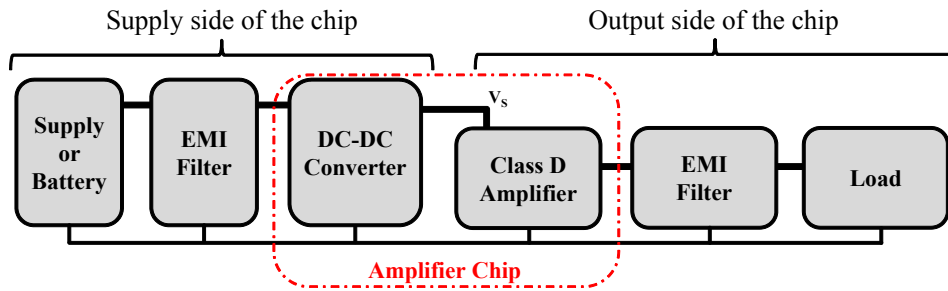 Supply side of the chip
Output side of the chip
Supply
or
Battery
EMI
Filter
DC-DC
Converter
Vs
Class D
Amplifier
EMI
Filter
Load
Amplifier Chip